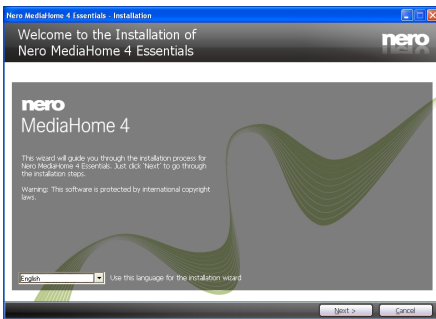 Nero MediaHome 4 Essentials - Installation
Welcome to the Installation of
Nero MediaHome 4 Essentials
nero
nero
MediaHome 4
This wizard will guide you through the installation process for
Nero MediaHome 4 Essentials. Just click 'Next' to go through
the installation steps.
Warning: This software is protected by international copyright
laws.
English
Use this language for the installation wizard
Next >
Cancel